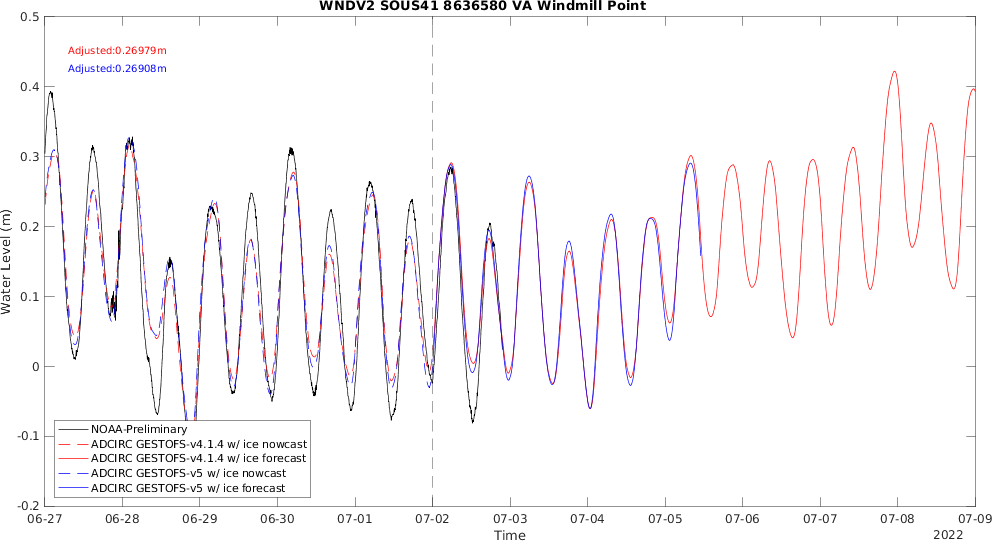 WNDV2 SOUS41 8636580 VA Windmill Point
0.5
Adjusted:0.26979m
Adjusted:0.26908m
0.4
0.3
0.2
Water Level (m)
0.1
0
-0.1
NOAA-Preliminary
ADCIRC GESTOFS-v4.1.4 w/ ice nowcast
ADCIRC GESTOFS-v4.1.4 w/ ice forecast
ADCIRC GESTOFS-v5 w/ ice nowcast
ADCIRC GESTOFS-v5 w/ ice forecast
-0.2
06-27 06-28 06-29 06-30 07-01 07-02 07-03 07-04 07-05 07-06 07-07 07-08 07-09
Time
2022